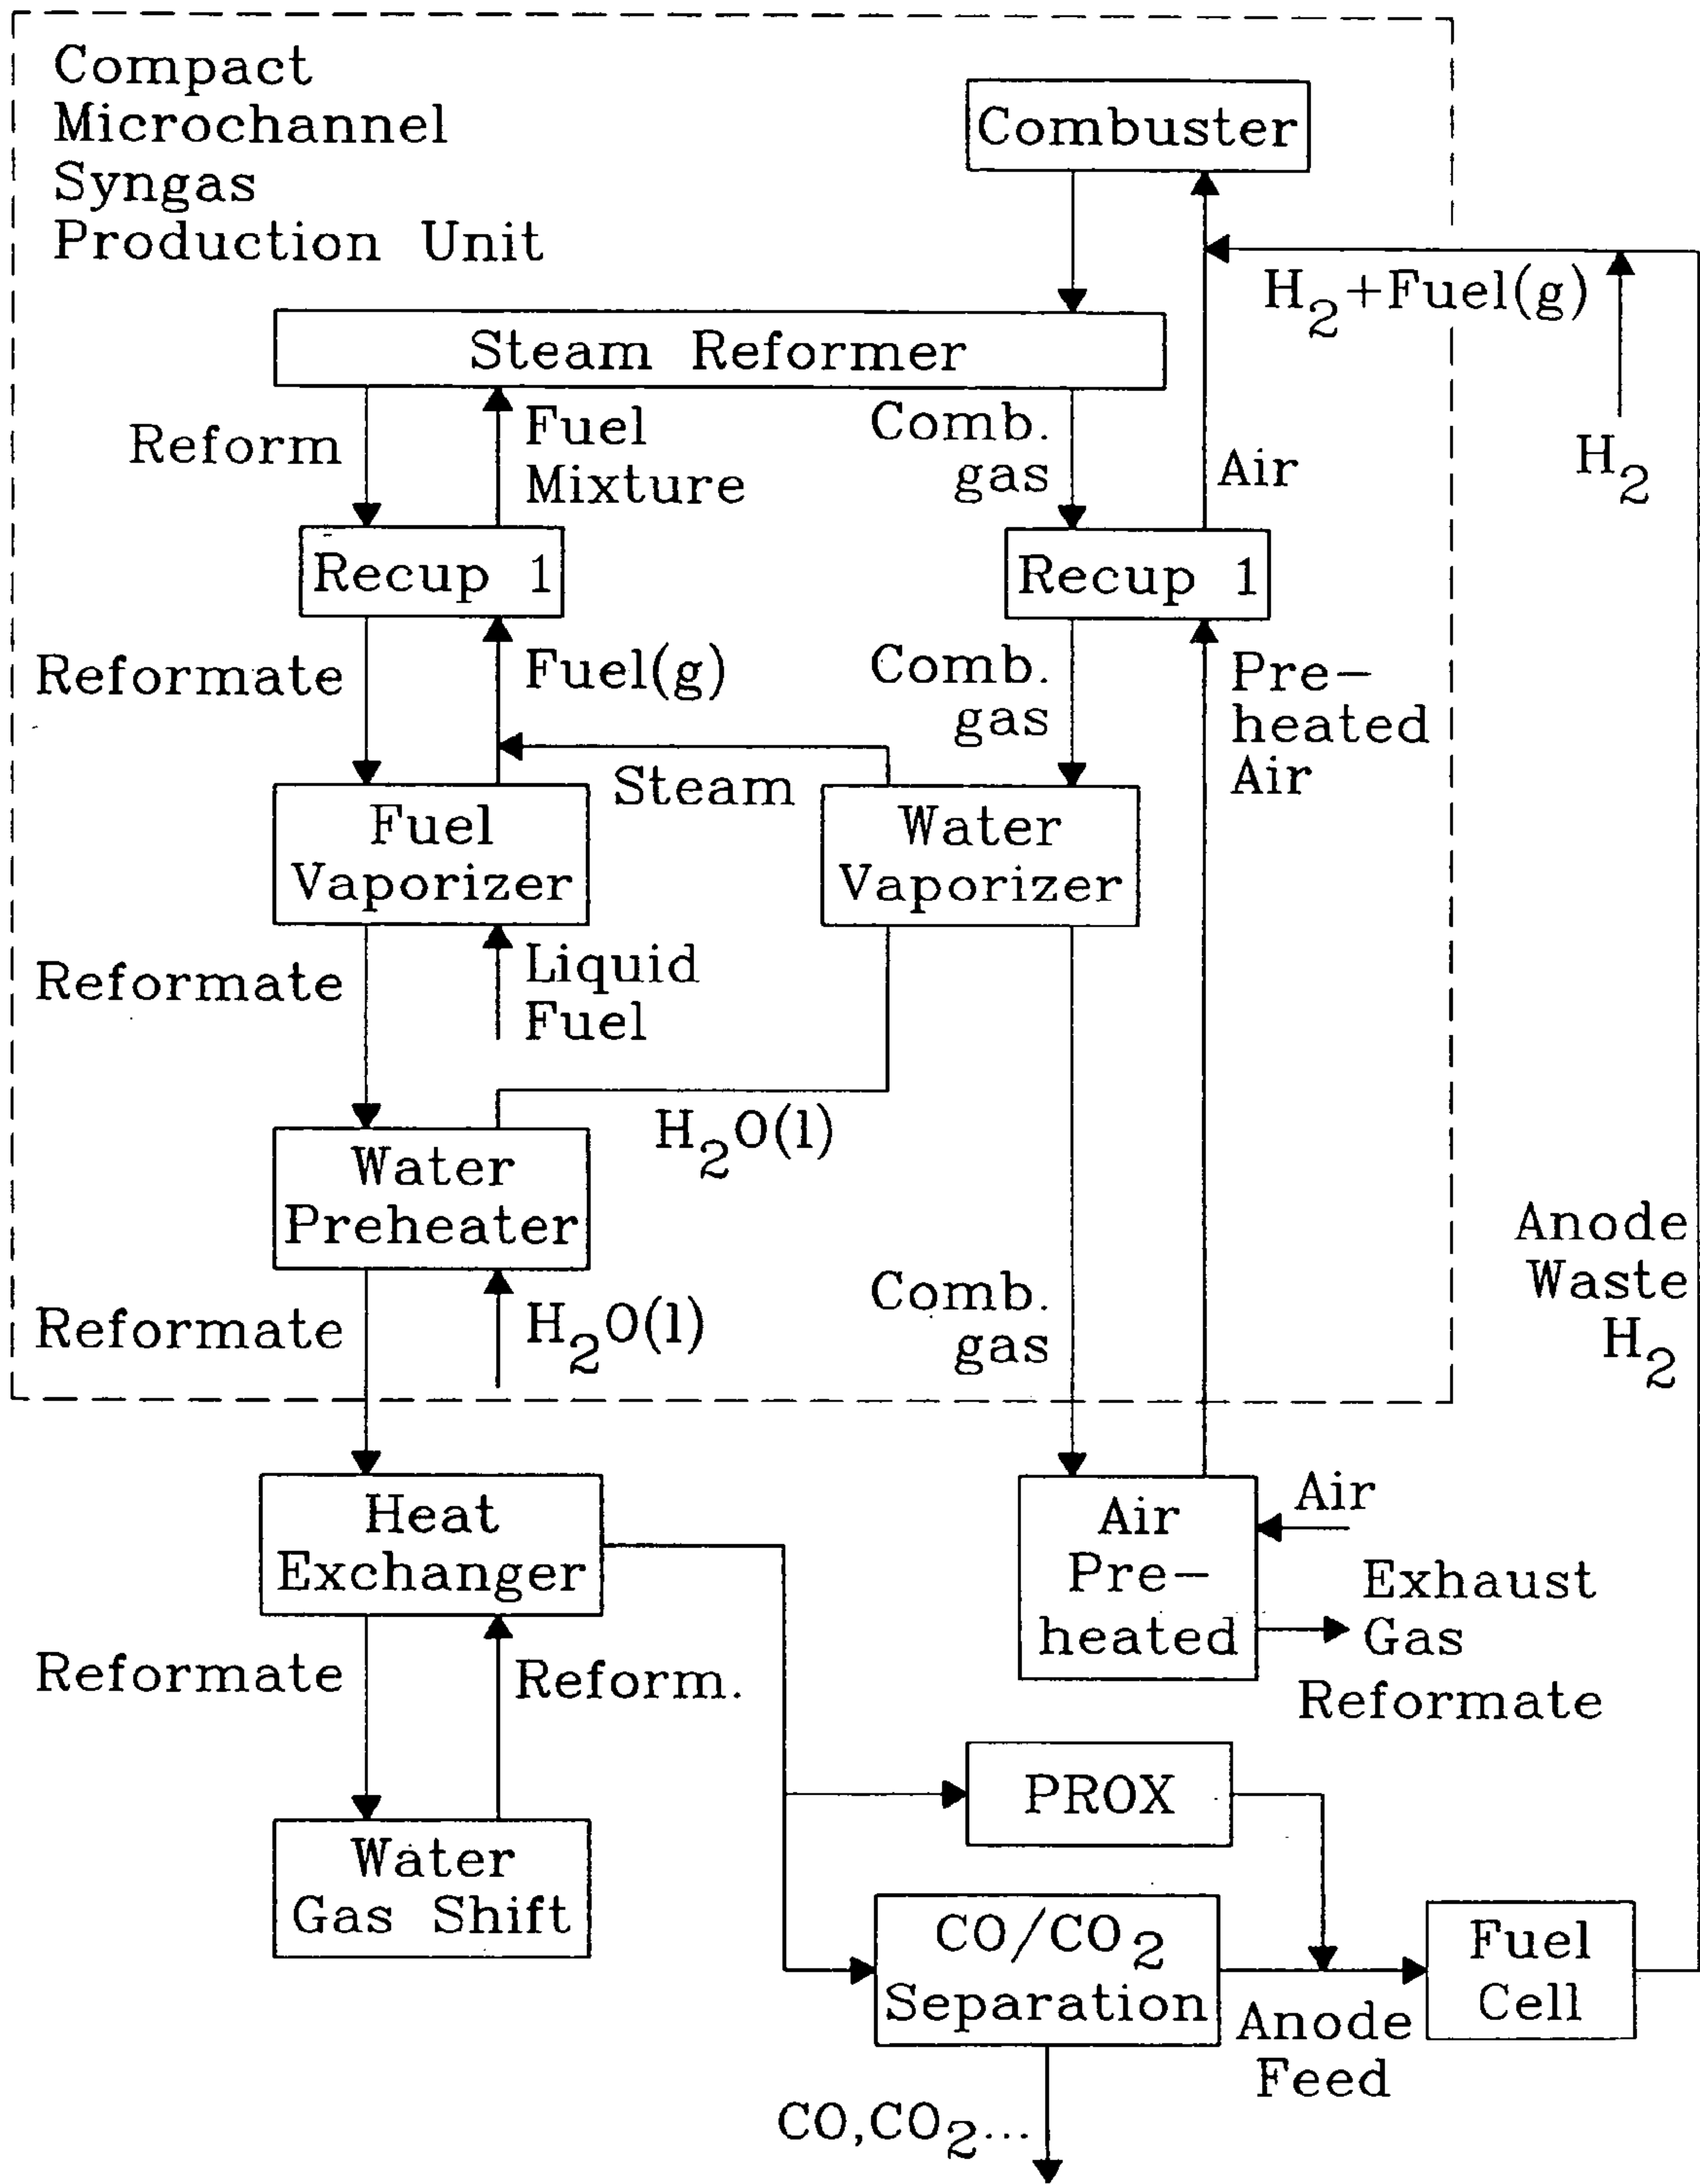 Compact
Microchannel
Syngas
Production Unit
Combuster
H2+Fuel(g)
H2
Steam Reformer
Reform
Fuel
Mixture
Comb.
gas
Air
Recup 1
Recup 1
Reformate
Fuel(g)
Comb.
gas
Pre-
heated
Air
Steam
Fuel
Vaporizer
Water
Vaporizer
Reformate
Liquid
Fuel
H2O(l)
Water
Preheater
Reformate
H2O(l)
Comb.
gas
Anode
Waste
H2
Heat
Exchanger
Air
Pre-
heated
Air
Exhaust
Gas
Reformate
Reformate
Reform.
PROX
Water
Gas Shift
CO/CO2
Separation
Fuel
Cell
Anode
Feed
CO,CO2...